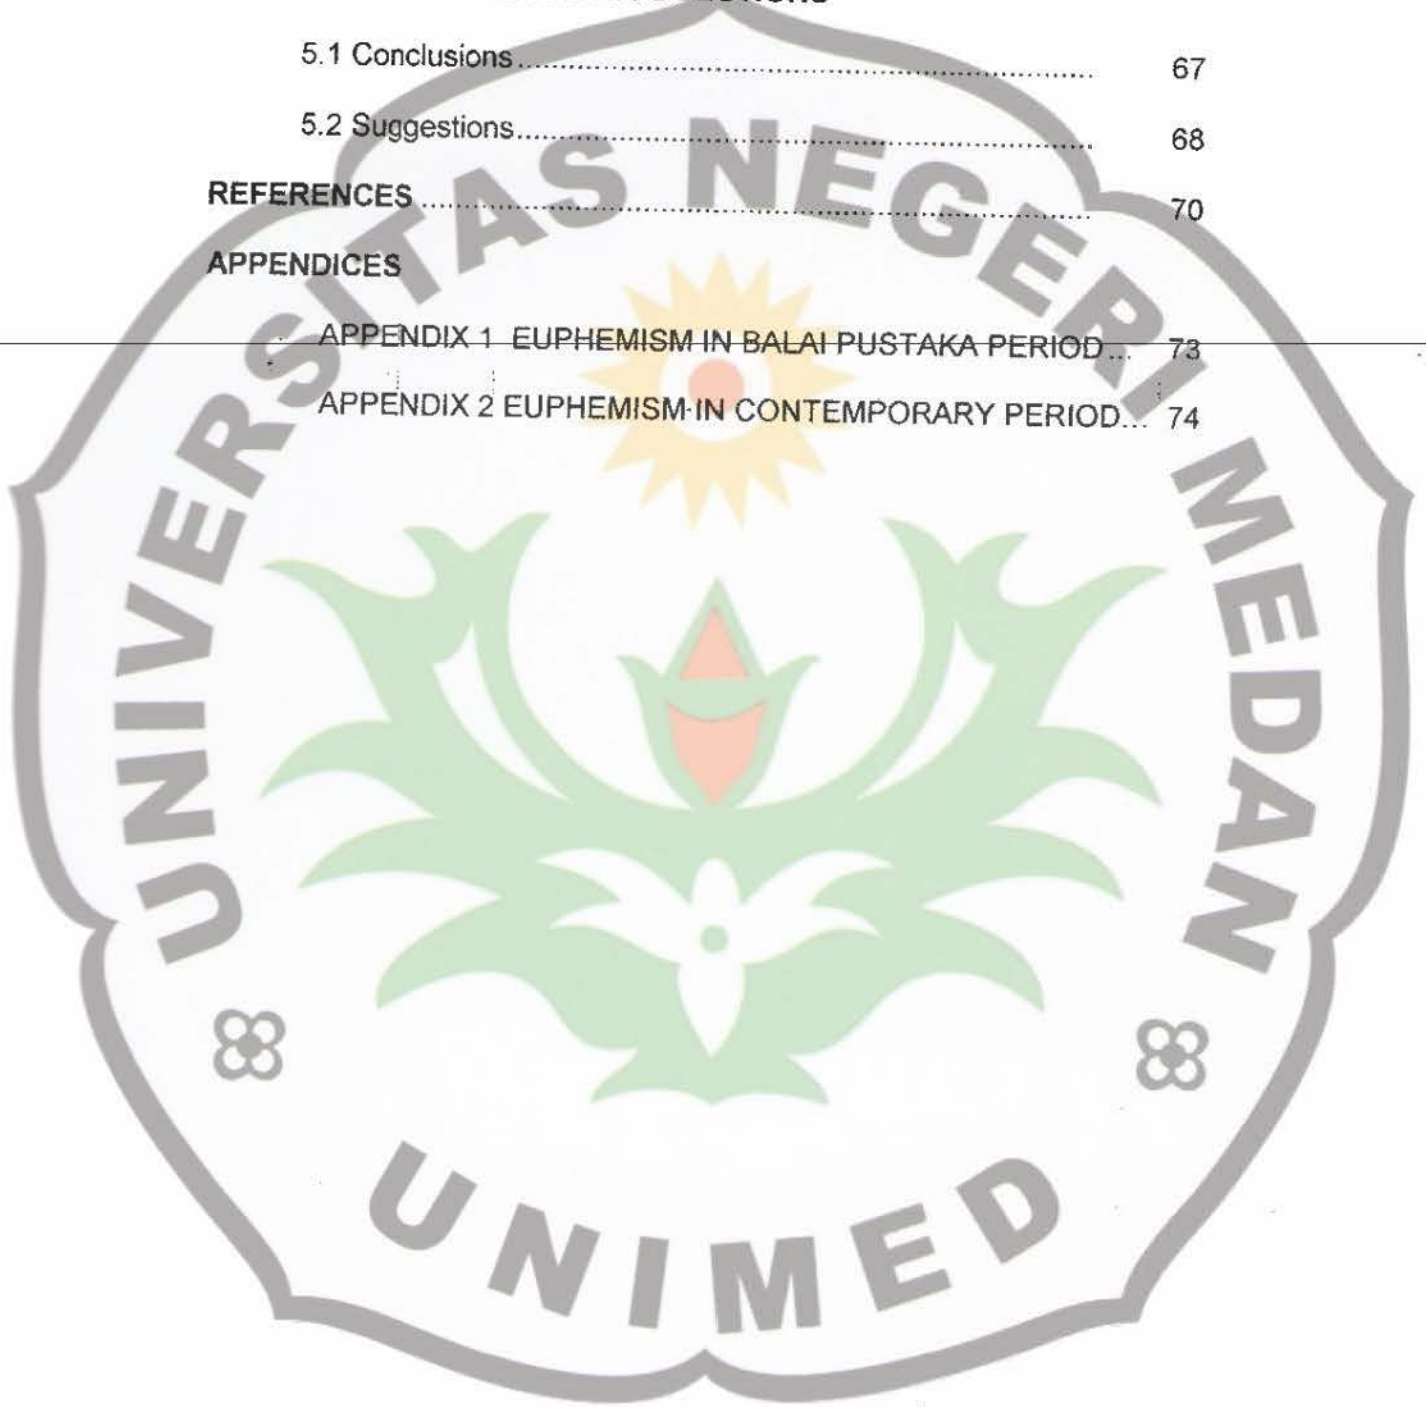 5.1 Conclusions.......... 67
5.2 Suggestions.......... 68
REFERENCES.......... 70
APPENDICES
APPENDIX 1 EUPHEMISM IN BALAI PUSTAKA PERIOD... 73
APPENDIX 2 EUPHEMISM IN CONTEMPORARY PERIOD... 74
UNIVERSITAS NEGERI MEDAN
UNIMED